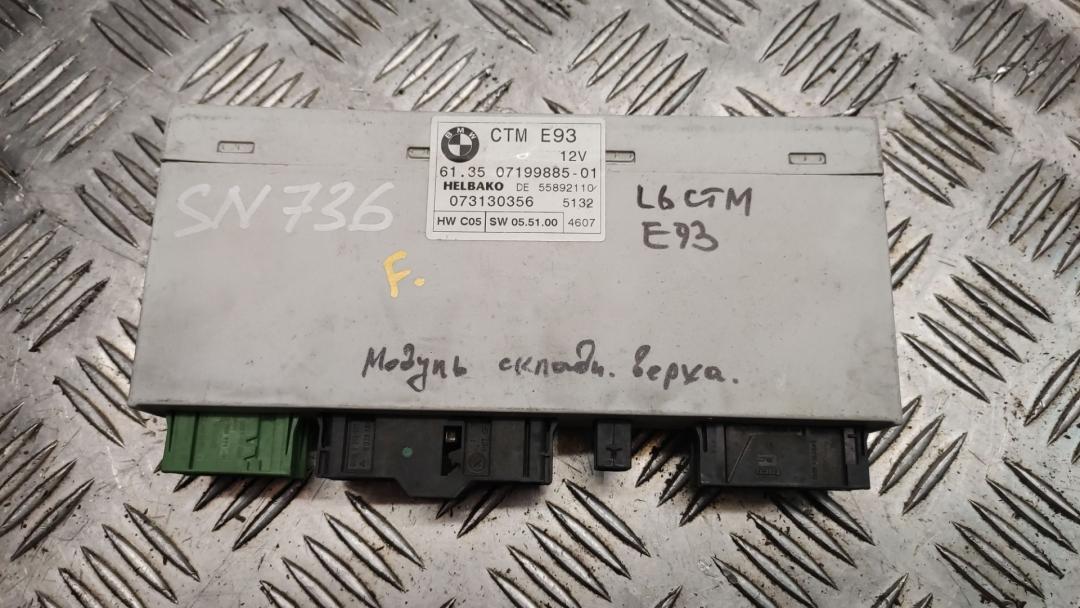 BMW
CTM E93
12V
61.35 07199885-01
HELBAKO DE 55892110
073130356 5132
HW C05 SW 05.51.00 4607
SN 736
L6 CTM
E93
F.
Модуль складн. верха.